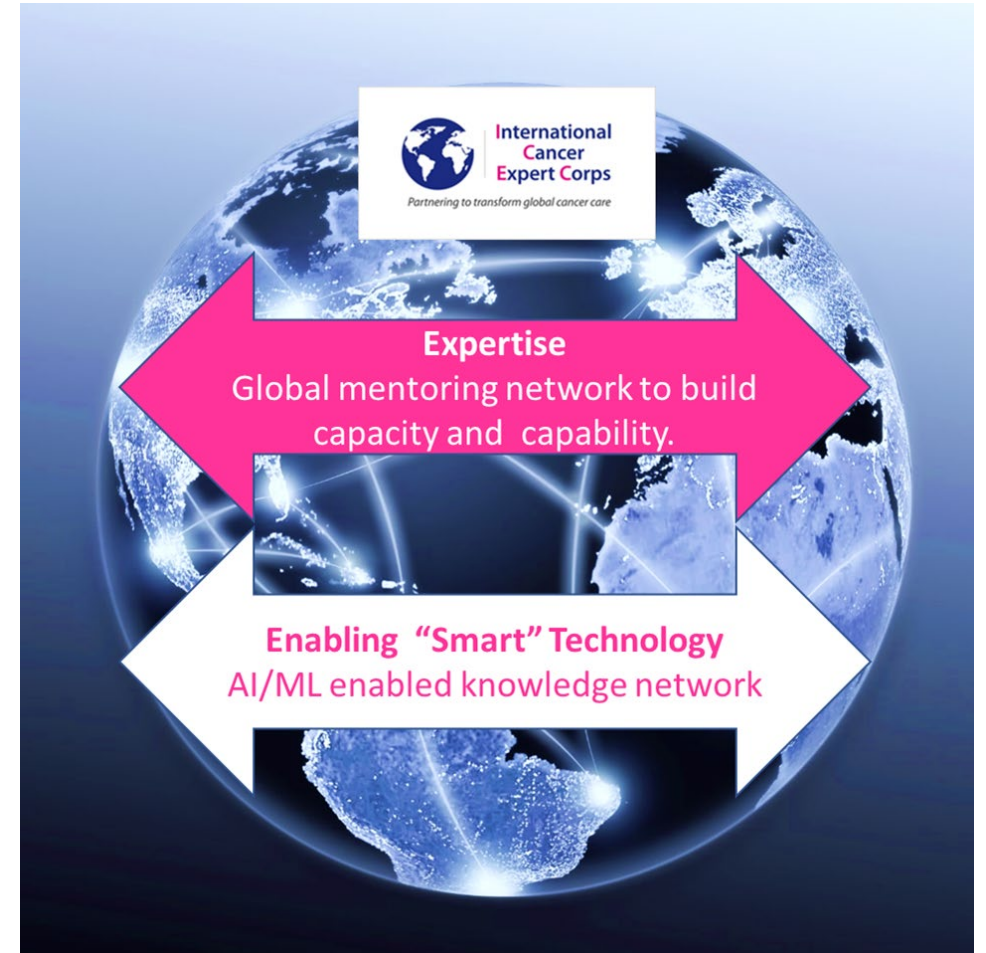 International
Cancer
Expert Corps
Partnering to transform global cancer care
Expertise
Global mentoring network to build
capacity and  capability.
Enabling  “Smart” Technology
AI/ML enabled knowledge network